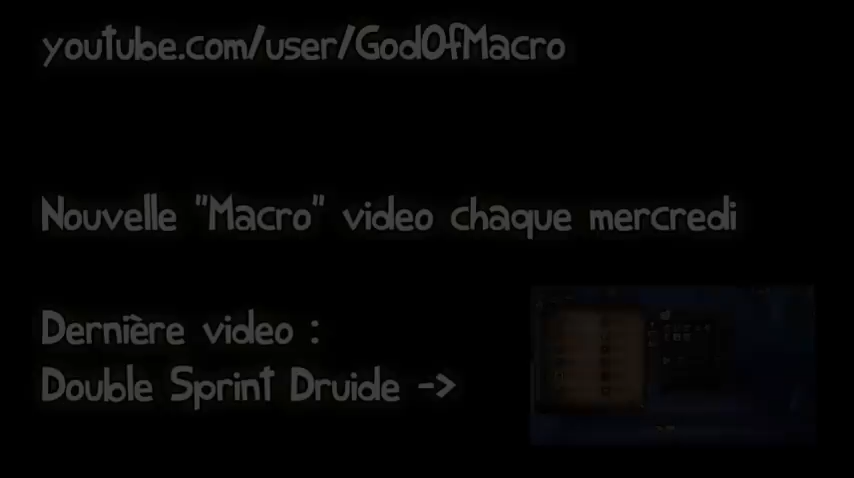 youtube.com/user/GodOfMacro
Nouvelle "Macro" video chaque mercredi
Dernière video :
Double Sprint Druide ->